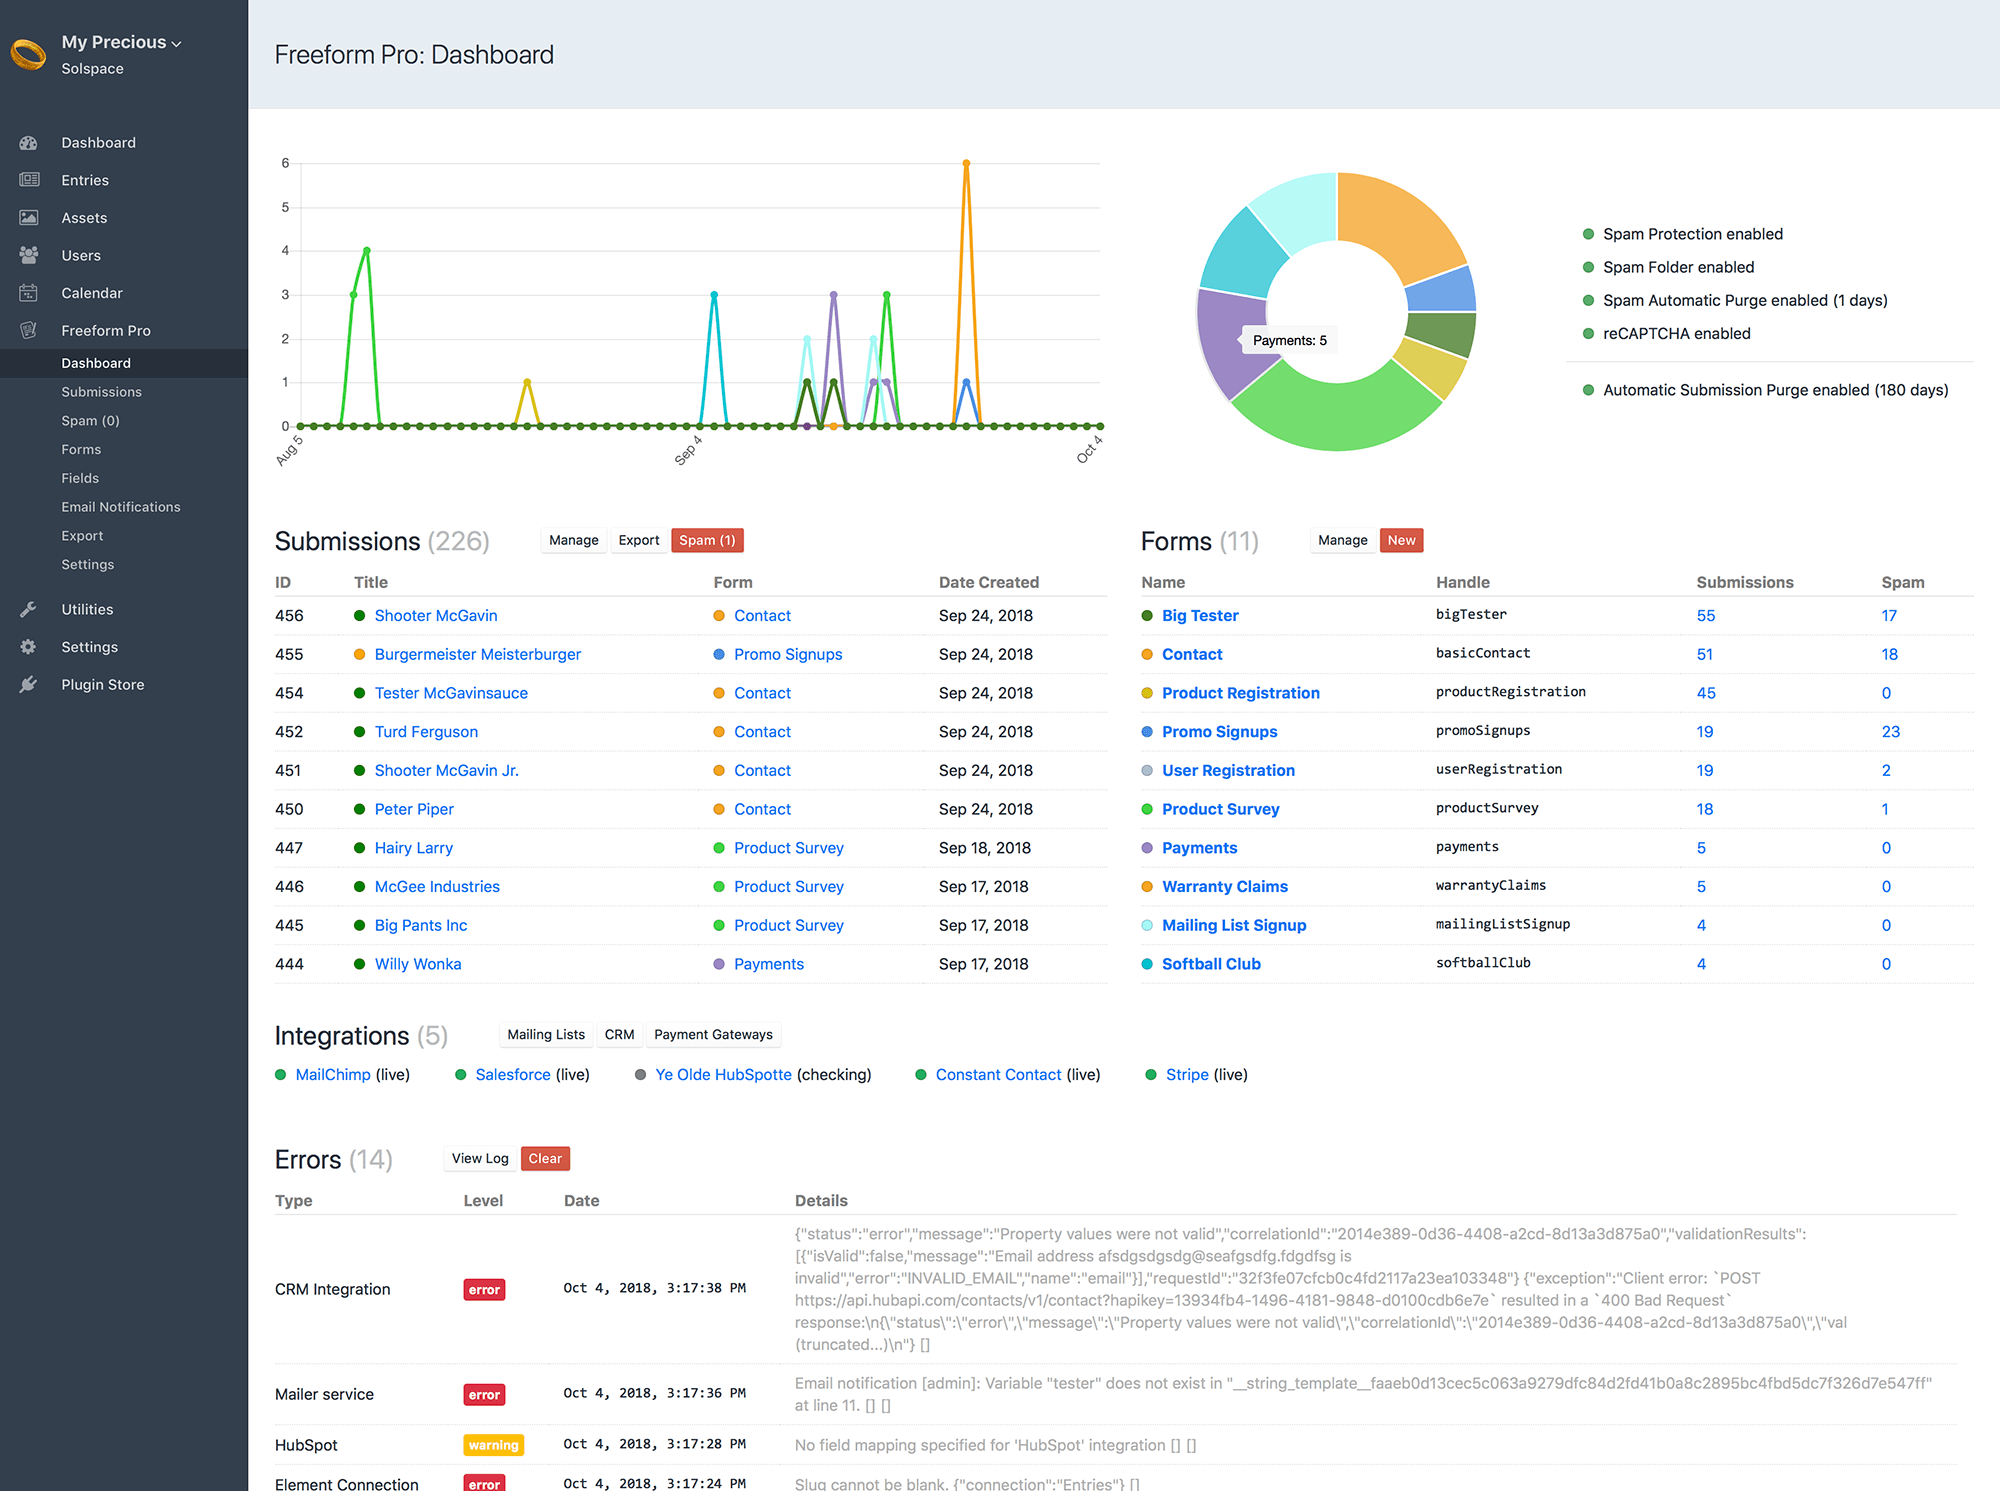 My Precious
Solspace
Dashboard
Entries
Assets
Users
Calendar
Freeform Pro
Dashboard
Submissions
Spam (0)
Forms
Fields
Email Notifications
Export
Settings
Utilities
Settings
Plugin Store
Freeform Pro: Dashboard
6
5
4
3
2
1
0
Aug 5
Sep 4
Oct 4
Payments: 5
Spam Protection enabled
Spam Folder enabled
Spam Automatic Purge enabled (1 days)
reCAPTCHA enabled
Automatic Submission Purge enabled (180 days)
Submissions (226) Manage Export Spam (1)
ID Title Form Date Created
456 Shooter McGavin Contact Sep 24, 2018
455 Burgermeister Meisterburger Promo Signups Sep 24, 2018
454 Tester McGavinsauce Contact Sep 24, 2018
452 Turd Ferguson Contact Sep 24, 2018
451 Shooter McGavin Jr. Contact Sep 24, 2018
450 Peter Piper Contact Sep 24, 2018
447 Hairy Larry Product Survey Sep 18, 2018
446 McGee Industries Product Survey Sep 17, 2018
445 Big Pants Inc Product Survey Sep 17, 2018
444 Willy Wonka Payments Sep 17, 2018
Forms (11) Manage New
Name Handle Submissions Spam
Big Tester bigTester 55 17
Contact basicContact 51 18
Product Registration productRegistration 45 0
Promo Signups promoSignups 19 23
User Registration userRegistration 19 2
Product Survey productSurvey 18 1
Payments payments 5 0
Warranty Claims warrantyClaims 5 0
Mailing List Signup mailingListSignup 4 0
Softball Club softballClub 4 0
Integrations (5) Mailing Lists CRM Payment Gateways
MailChimp (live) Salesforce (live) Ye Olde HubSpotte (checking) Constant Contact (live) Stripe (live)
Errors (14) View Log Clear
Type Level Date Details
CRM Integration error Oct 4, 2018, 3:17:38 PM
{"status":"error","message":"Property values were not valid","correlationId":"2014e389-0d36-4408-a2cd-8d13a3d875a0","validationResults":
[{"isValid":false,"message":"Email address afsdgsdgsdg@seafgsdfg.fdgdfsg is
invalid","error":"INVALID_EMAIL","name":"email"}],"requestId":"32f3fe07cfcb0c4fd2117a23ea103348"} {"exception":"Client error: `POST
https://api.hubapi.com/contacts/v1/contact?hapikey=13934fb4-1496-4181-9848-d0100cdb6e7e` resulted in a `400 Bad Request`
response:\n{\"status\":\"error\",\"message\":\"Property values were not valid\",\"correlationId\":\"2014e389-0d36-4408-a2cd-8d13a3d875a0\",\"val
(truncated...)\n"} []
Mailer service error Oct 4, 2018, 3:17:36 PM
Email notification [admin]: Variable "tester" does not exist in "__string_template__faaeb0d13cec5c063a9279dfc84d2fd41b0a8c2895bc4fbd5dc7f326d7e547ff"
at line 11. [] []
HubSpot warning Oct 4, 2018, 3:17:28 PM No field mapping specified for 'HubSpot' integration [] []
Element Connection error Oct 4, 2018, 3:17:24 PM Slug cannot be blank. {"connection":"Entries"} []